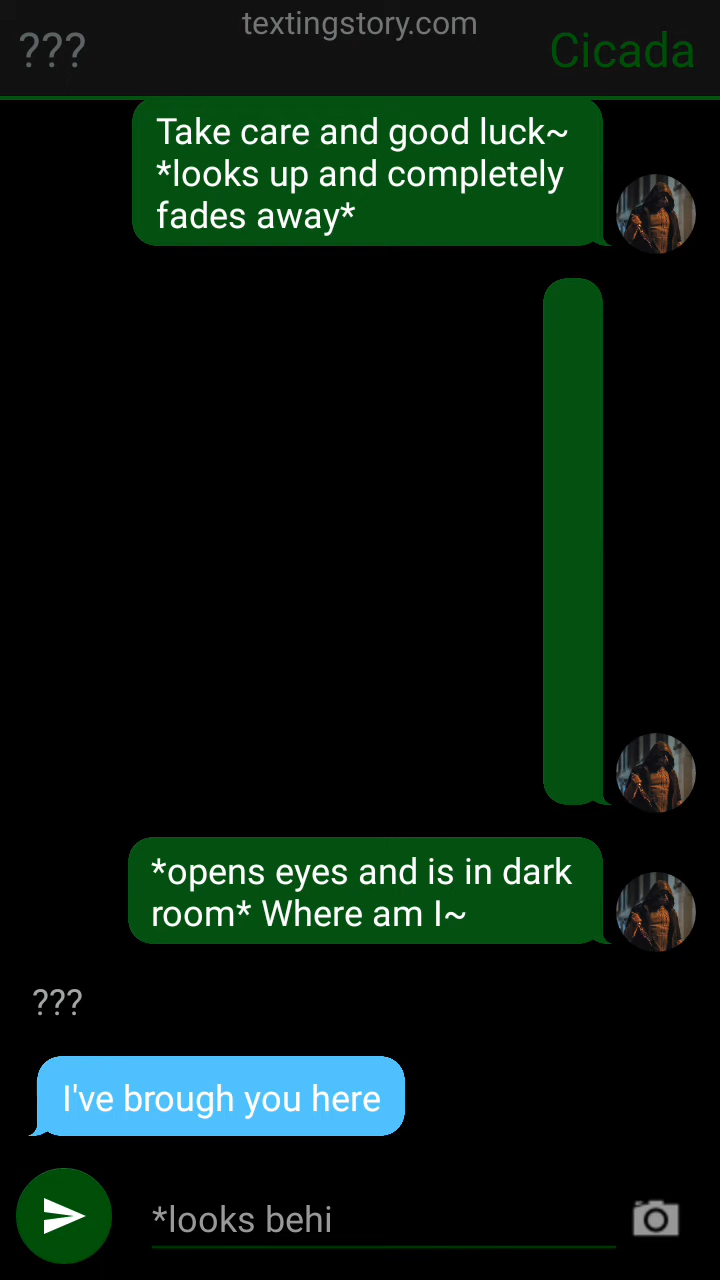 textingstory.com
???
Cicada
Take care and good luck~
*looks up and completely
fades away*
*opens eyes and is in dark
room* Where am I~
???
I've brough you here
*looks behi